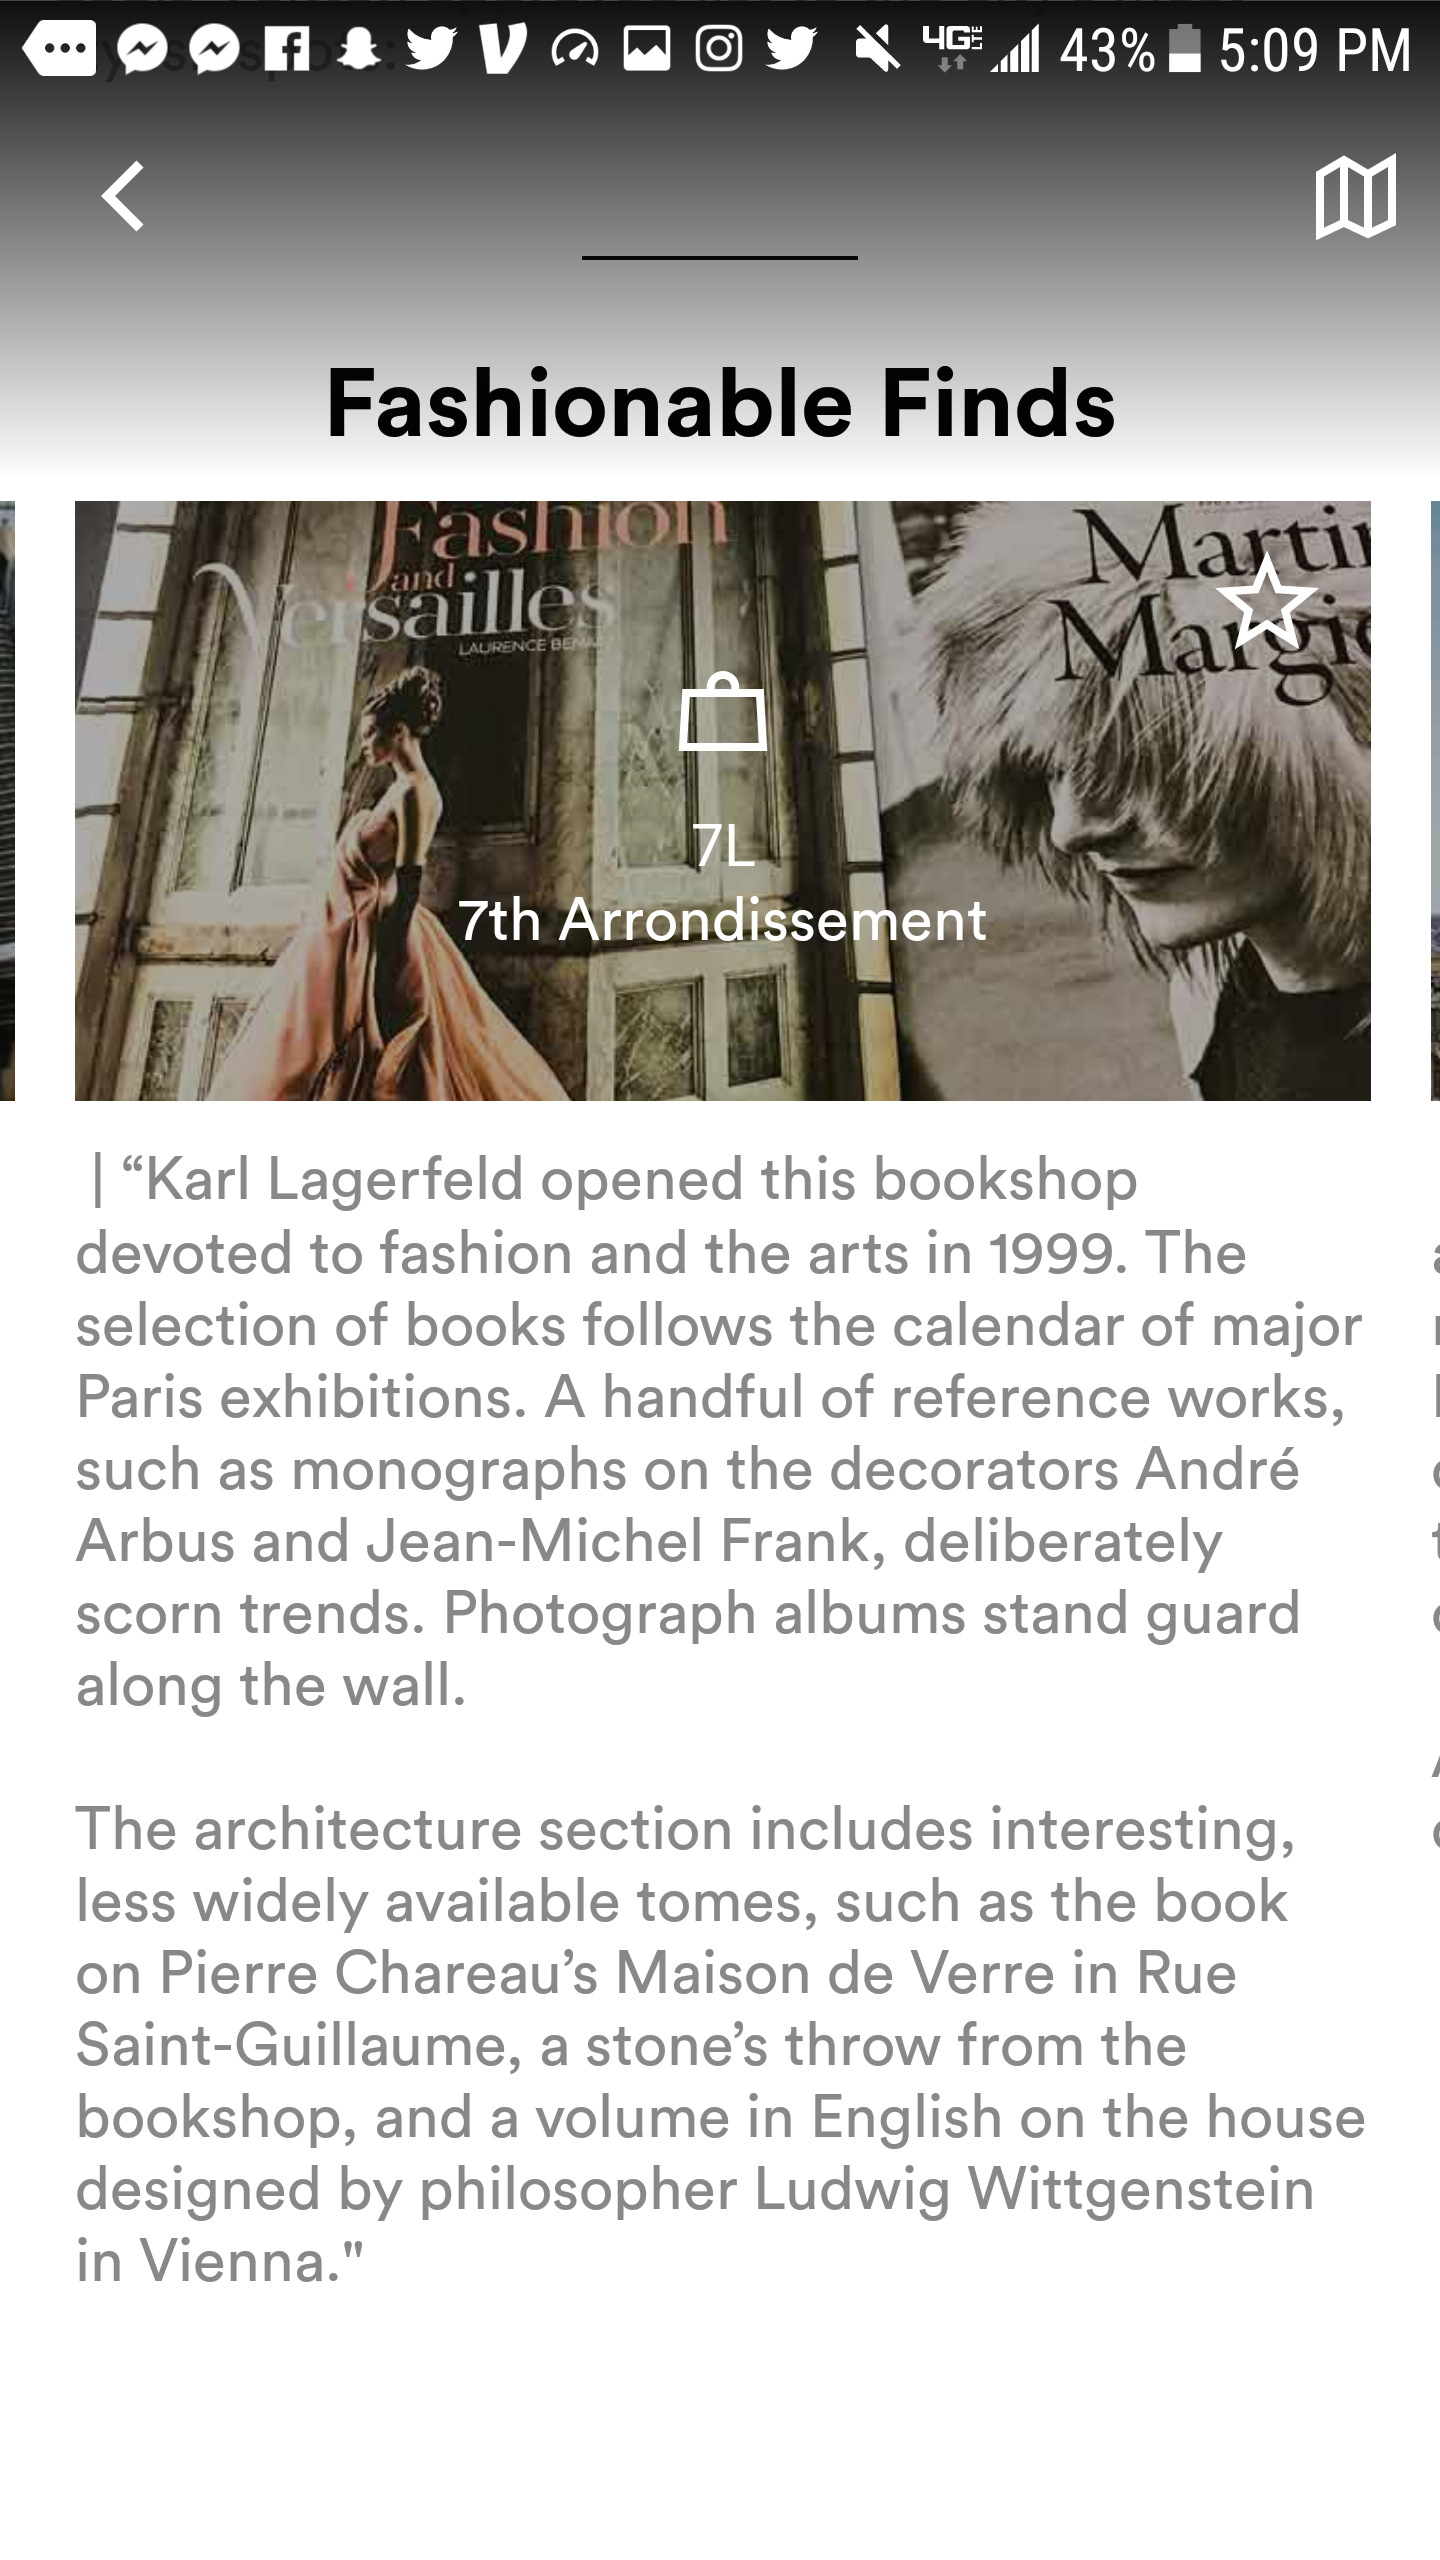 43% 5:09 PM
4G LTE
Fashionable Finds
Fashion
and
Versailles
LAURENCE
Martin
7L
7th Arrondissement
| “Karl Lagerfeld opened this bookshop
devoted to fashion and the arts in 1999. The
selection of books follows the calendar of major
Paris exhibitions. A handful of reference works,
such as monographs on the decorators André
Arbus and Jean-Michel Frank, deliberately
scorn trends. Photograph albums stand guard
along the wall.
The architecture section includes interesting,
less widely available tomes, such as the book
on Pierre Chareau’s Maison de Verre in Rue
Saint-Guillaume, a stone’s throw from the
bookshop, and a volume in English on the house
designed by philosopher Ludwig Wittgenstein
in Vienna."